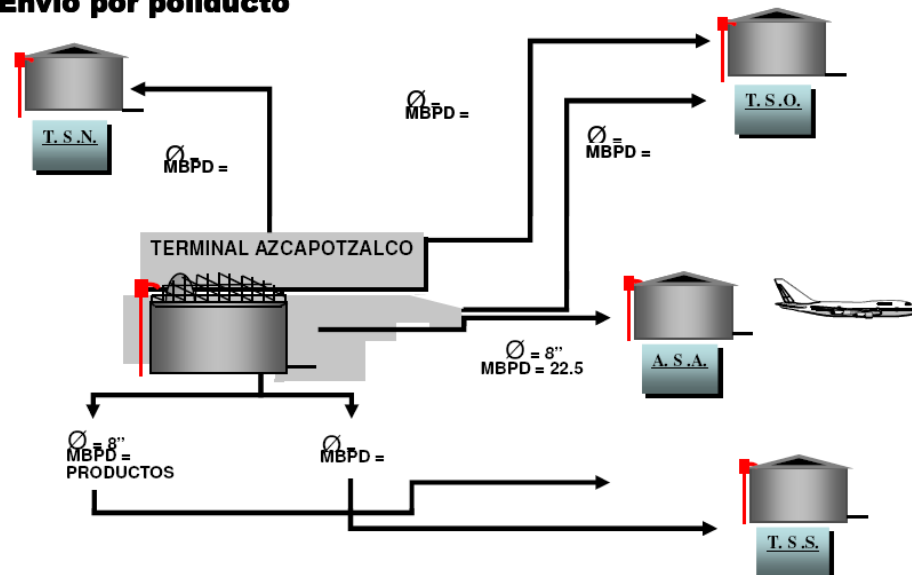 Envío por poliducto
T. S .N.
Ø =
MBPD =
Ø =
MBPD =
Ø =
MBPD =
T. S .O.
TERMINAL AZCAPOTZALCO
Ø = 8”
MBPD = 22.5
A. S .A.
Ø = 8”
MBPD =
PRODUCTOS
Ø =
MBPD =
T. S .S.